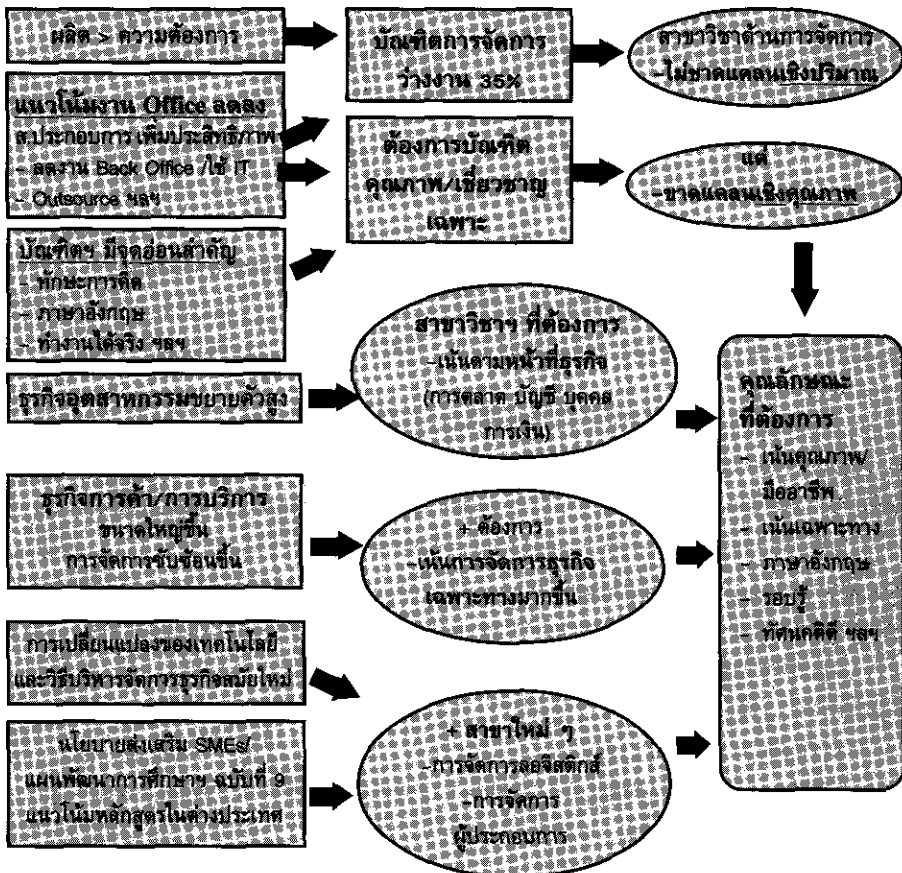 ผลิต > ความต้องการ
บัณฑิตการจัดการ
ว่างงาน 35%
สาขาวิชาด้านการจัดการ
-ไม่ขาดแคลนเชิงปริมาณ
แนวโน้มงาน Office ลดลง
ส.ประกอบการ เพิ่มประสิทธิภาพ
- ลดงาน Back Office /ใช้ IT
- Outsource ฯลฯ
ต้องการบัณฑิต
คุณภาพ/เชี่ยวชาญ
เฉพาะ
แต่
-ขาดแคลนเชิงคุณภาพ
บัณฑิตฯ มีจุดอ่อนสำคัญ
- ทักษะการคิด
- ภาษาอังกฤษ
- ทำงานได้จริง ฯลฯ
ธุรกิจอุตสาหกรรมขยายตัวสูง
สาขาวิชาฯ ที่ต้องการ
-เน้นตามหน้าที่ธุรกิจ
(การตลาด บัญชี บุคคล
การเงิน)
ธุรกิจการค้า/การบริการ
ขนาดใหญ่ขึ้น
การจัดการซับซ้อนขึ้น
+ ต้องการ
-เน้นการจัดการธุรกิจ
เฉพาะทางมากขึ้น
การเปลี่ยนแปลงของเทคโนโลยี
และวิธีบริหารจัดการธุรกิจสมัยใหม่
นโยบายส่งเสริม SMEs/
แผนพัฒนาการศึกษาฯ ฉบับที่ 9
แนวโน้มหลักสูตรในต่างประเทศ
+ สาขาใหม่ ๆ
-การจัดการลอจิสติกส์
-การจัดการ
ผู้ประกอบการ
คุณลักษณะ
ที่ต้องการ
- เน้นคุณภาพ/
มืออาชีพ
- เน้นเฉพาะทาง
- ภาษาอังกฤษ
- รอบรู้
- ทัศนคติดี ฯลฯ